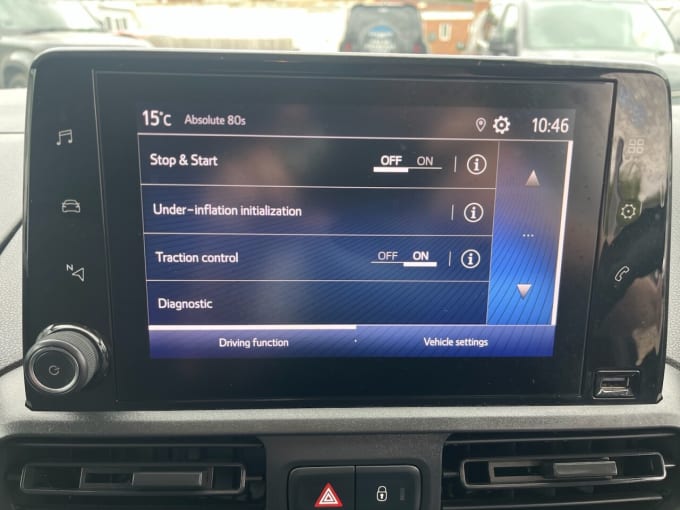 15°C Absolute 80s 10:46
Stop & Start OFF ON i
Under-inflation initialization i
Traction control OFF ON i
Diagnostic
Driving function Vehicle settings
N